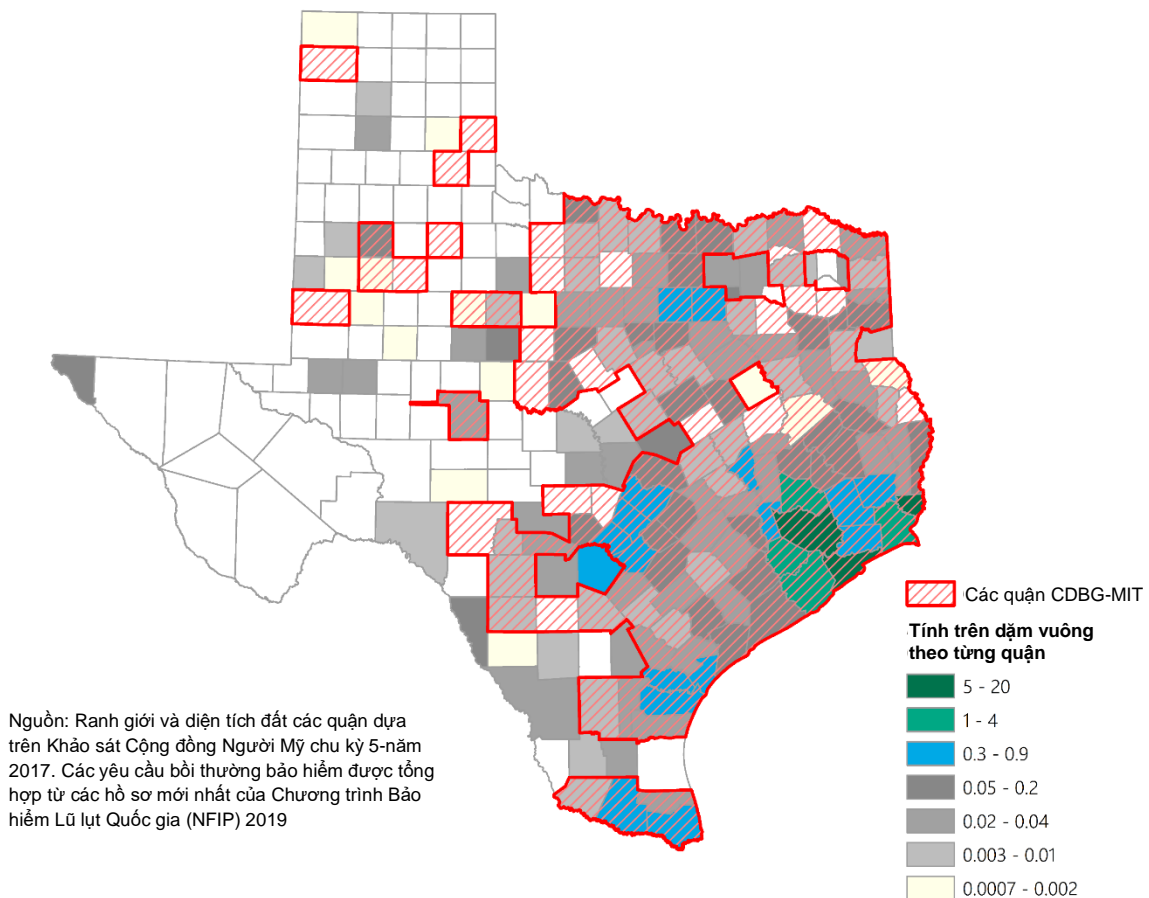 Các quận CDBG-MIT
Tính trên dặm vuông
theo từng quận
5 - 20
1 - 4
0.3 - 0.9
0.05 - 0.2
0.02 - 0.04
0.003 - 0.01
0.0007 - 0.002
Nguồn: Ranh giới và diện tích đất các quận dựa
trên Khảo sát Cộng đồng Người Mỹ chu kỳ 5-năm
2017. Các yêu cầu bồi thường bảo hiểm được tổng
hợp từ các hồ sơ mới nhất của Chương trình Bảo
hiểm Lũ lụt Quốc gia (NFIP) 2019